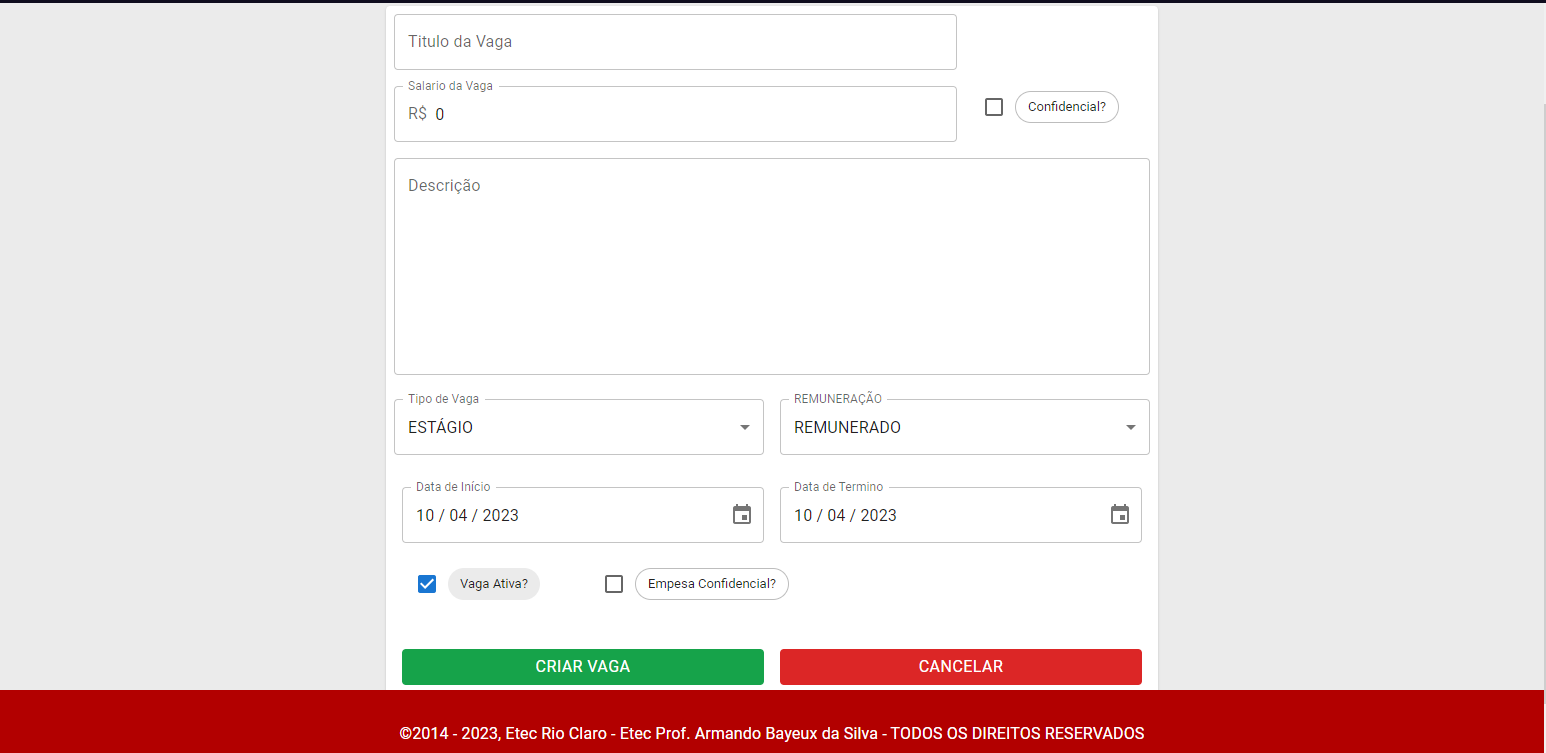 Titulo da Vaga
Salario da Vaga
R$ 0
Confidencial?
Descrição
Tipo de Vaga
ESTÁGIO
REMUNERAÇÃO
REMUNERADO
Data de Início
10 / 04 / 2023
Data de Termino
10 / 04 / 2023
Vaga Ativa?
Empesa Confidencial?
CRIAR VAGA
CANCELAR
©2014 - 2023, Etec Rio Claro - Etec Prof. Armando Bayeux da Silva - TODOS OS DIREITOS RESERVADOS